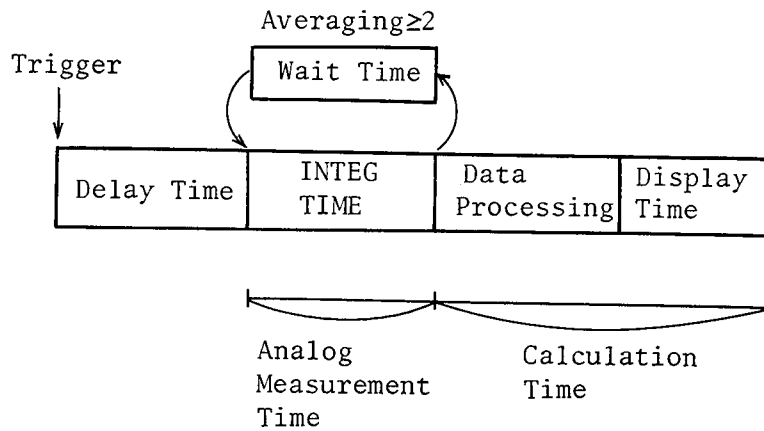 Averaging≥2
Trigger
Wait Time
Delay Time
INTEG
TIME
Data
Processing
Display
Time
Analog
Measurement
Time
Calculation
Time